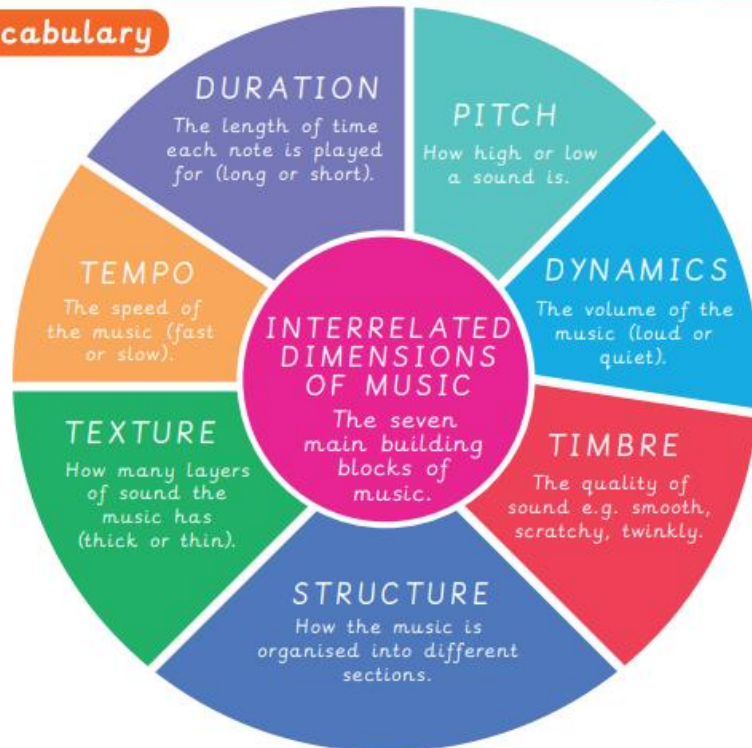 cabulary
DURATION
The length of time
each note is played
for (long or short).
PITCH
How high or low
a sound is.
DYNAMICS
The volume of the
music (loud or
quiet).
TIMBRE
The quality of
sound e.g. smooth,
scratchy, twinkly.
STRUCTURE
How the music is
organised into different
sections.
TEXTURE
How many layers
of sound the
music has
(thick or thin).
TEMPO
The speed of
the music (fast
or slow).
INTERRELATED
DIMENSIONS
OF MUSIC
The seven
main building
blocks of
music.